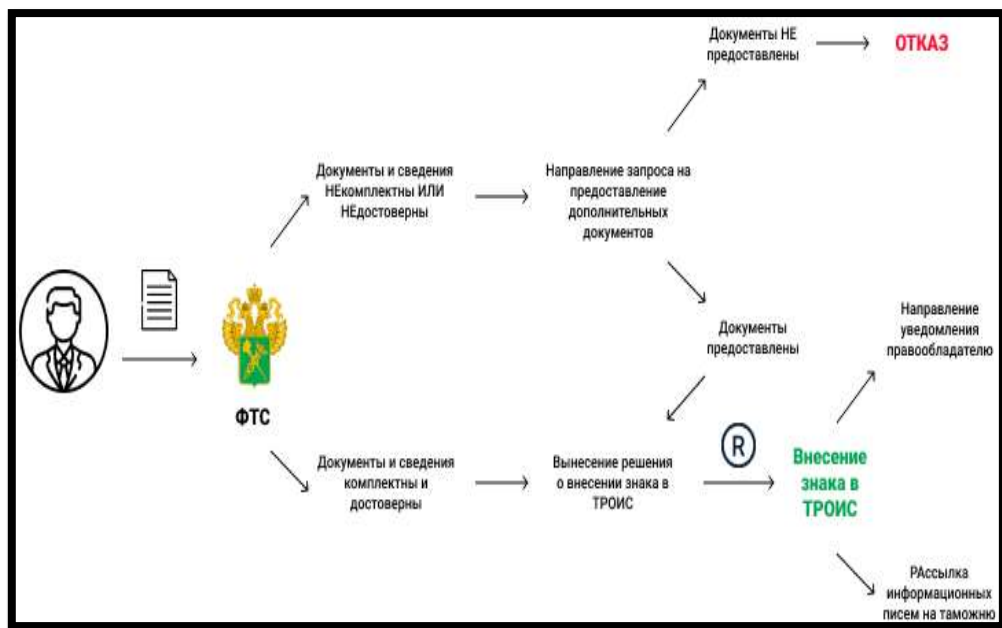 Документы НЕ
предоставлены
ОТКАЗ
Документы и сведения
НЕкомплектны ИЛИ
НЕдостоверны
Направление запроса на
предоставление
дополнительных
документов
ФТС
Документы
предоставлены
Направление
уведомления
правообладателю
Документы и сведения
комплектны и
достоверны
Вынесение решения
о внесении знака в
ТРОИС
R
Внесение
знака в
ТРОИС
РАссылка
информационных
писем на таможню